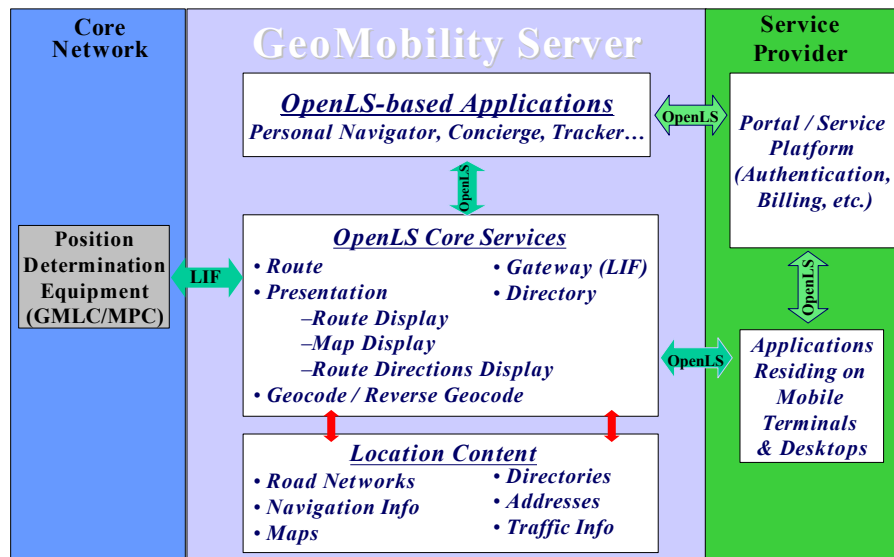 Core
Network
Position
Determination
Equipment
(GMLC/MPC)
LIF
GeoMobility Server
OpenLS-based Applications
Personal Navigator, Concierge, Tracker…
OpenLS
OpenLS
OpenLS Core Services
• Route
• Presentation
–Route Display
–Map Display
–Route Directions Display
• Geocode / Reverse Geocode
• Gateway (LIF)
• Directory
OpenLS
Location Content
• Road Networks
• Navigation Info
• Maps
• Directories
• Addresses
• Traffic Info
Service
Provider
Portal / Service
Platform
(Authentication,
Billing, etc.)
OpenLS
Applications
Residing on
Mobile
Terminals
& Desktops